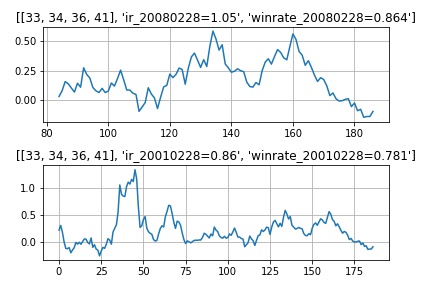 [[33, 34, 36, 41], 'ir_20080228=1.05', 'winrate_20080228=0.864']
0.50
0.25
0.00
80 100 120 140 160 180
[[33, 34, 36, 41], 'ir_20010228=0.86', 'winrate_20010228=0.781']
1.0
0.5
0.0
0 25 50 75 100 125 150 175